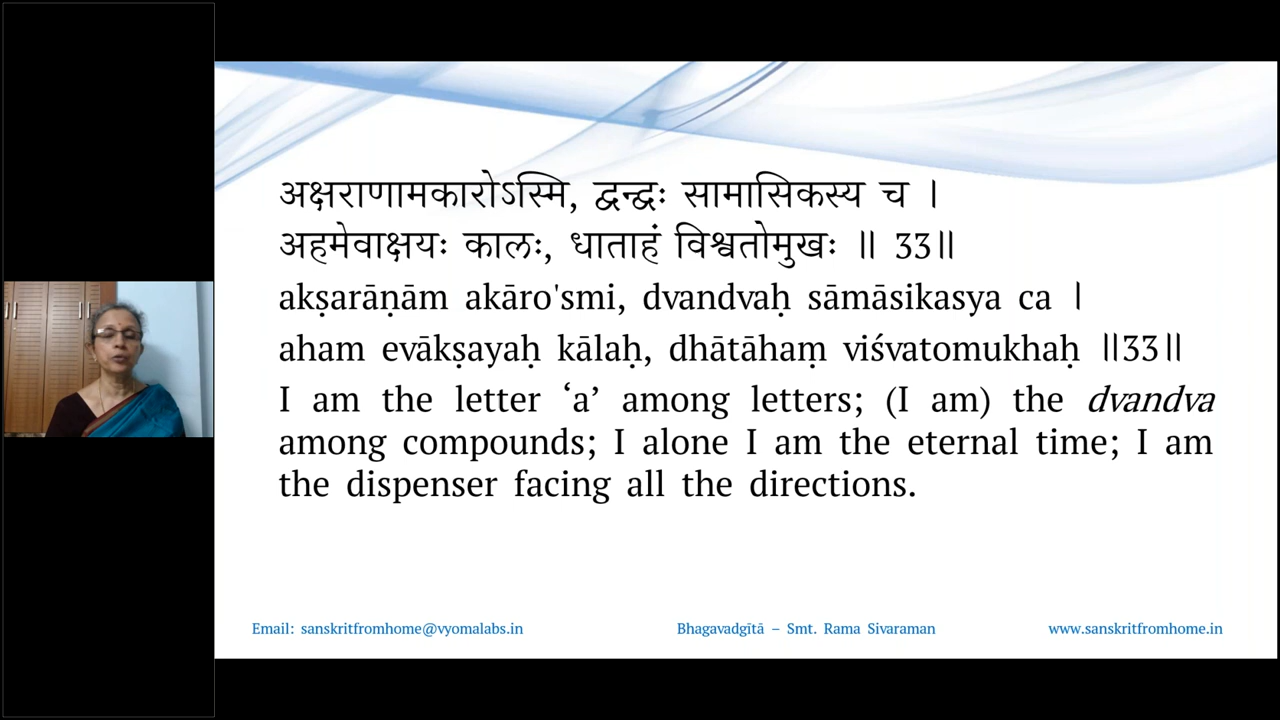 अक्षराणामकारोऽस्मि, द्वन्द्वः सामासिकस्य च ।
अहमेवाक्षयः कालः, धाताहं विश्वतोमुखः ॥ 33॥
akṣarāṇām akāro'smi, dvandvaḥ sāmāsikasya ca ।
aham evākṣayaḥ kālaḥ, dhātāhaṃ viśvatomukhaḥ ॥33॥
I am the letter ‘a’ among letters; (I am) the dvandva
among compounds; I alone I am the eternal time; I am
the dispenser facing all the directions.
Email: sanskritfromhome@vyomalabs.in Bhagavadgītā – Smt. Rama Sivaraman www.sanskritfromhome.in